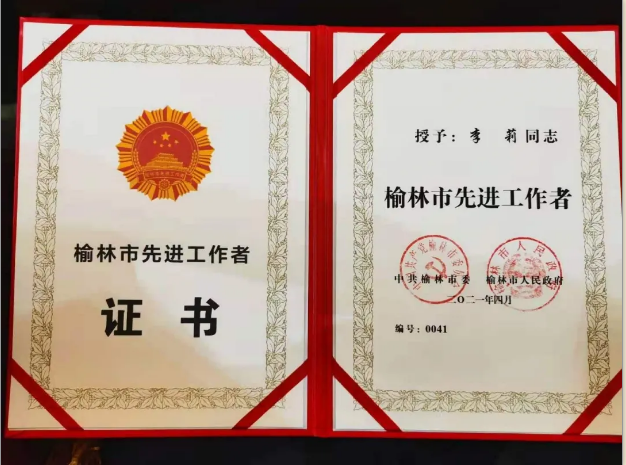 榆林市先进工作者
证书
授予：李莉同志
榆林市先进工作者
中共榆林市委 榆林市人民政府
二〇二一年四月
编号：0041